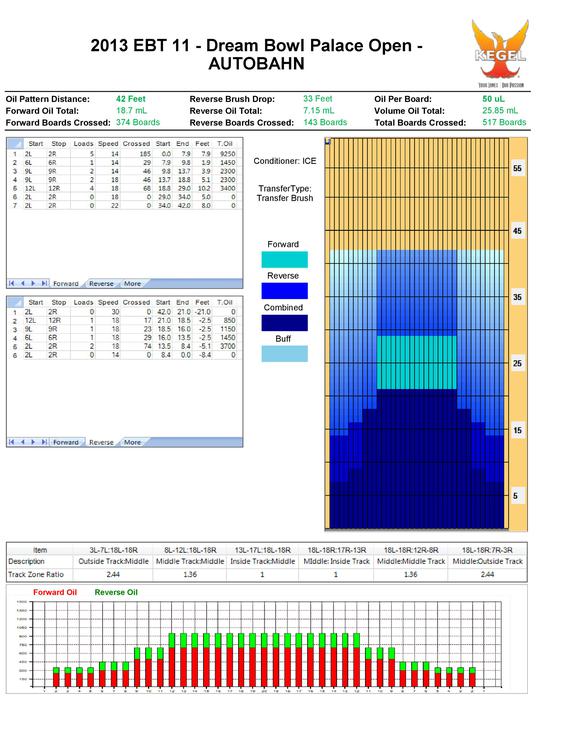 2013 EBT 11 - Dream Bowl Palace Open -
AUTOBAHN
KEGEL
Oil Pattern Distance: 42 Feet Reverse Brush Drop: 33 Feet Oil Per Board: 50 uL
Forward Oil Total: 18.7 mL Reverse Oil Total: 7.15 mL Volume Oil Total: 25.85 mL
Forward Boards Crossed: 374 Boards Reverse Boards Crossed: 143 Boards Total Boards Crossed: 517 Boards
Start Stop Loads Speed Crossed Start End Feet T.Oil
1 2L 2R 5 14 185 0.0 7.9 7.9 9250
2 6L 6R 1 14 29 7.9 9.8 1.9 1450
3 9L 9R 2 14 46 9.8 13.7 3.9 2300
4 9L 9R 2 18 46 13.7 18.8 5.1 2300
5 12L 12R 4 18 68 18.8 29.0 10.2 3400
6 2L 2R 0 18 0 29.0 34.0 5.0 0
7 2L 2R 0 22 0 34.0 42.0 8.0 0
Forward Reverse More
Start Stop Loads Speed Crossed Start End Feet T.Oil
1 2L 2R 0 30 0 42.0 21.0 -21.0 0
2 12L 12R 1 18 17 21.0 18.5 -2.5 850
3 9L 9R 1 18 23 18.5 16.0 -2.5 1150
4 6L 6R 1 18 29 16.0 13.5 -2.5 1450
5 2L 2R 2 18 74 13.5 8.4 -5.1 3700
6 2L 2R 0 14 0 8.4 0.0 -8.4 0
Forward Reverse More
Conditioner: ICE
TransferType:
Transfer Brush
Forward
Reverse
Combined
Buff
55
45
35
25
15
5
Item 3L-7L:18L-18R 8L-12L:18L-18R 13L-17L:18L-18R 18L-18R:17R-13R 18L-18R:12R-8R 18L-18R:7R-3R
Description Outside Track:Middle Middle Track:Middle Inside Track:Middle Middle: Inside Track Middle:Middle Track Middle:Outside Track
Track Zone Ratio 2.44 1.36 1 1 1.36 2.44
Forward Oil Reverse Oil